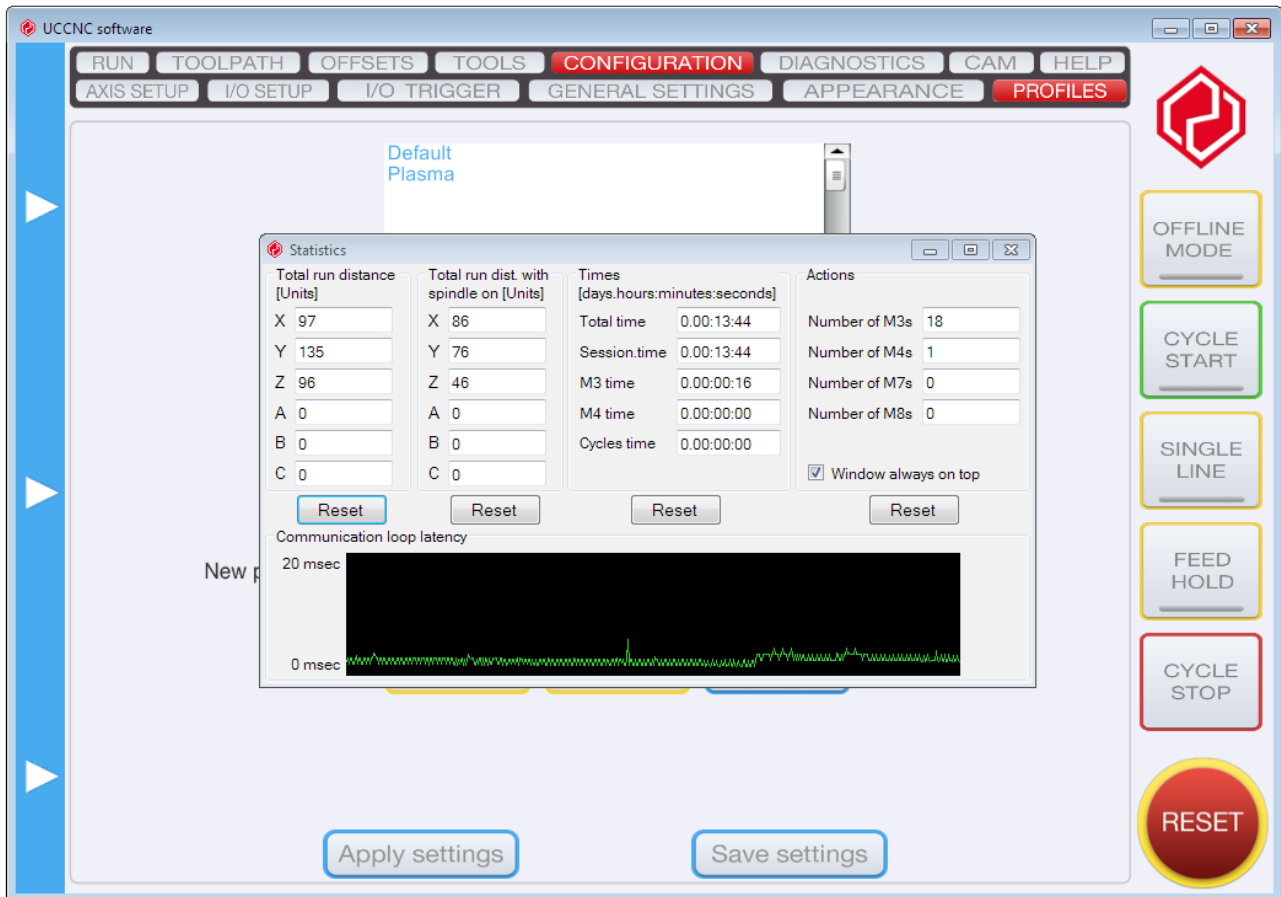 UCCNC software
RUN TOOLPATH OFFSETS TOOLS CONFIGURATION DIAGNOSTICS CAM HELP
AXIS SETUP I/O SETUP I/O TRIGGER GENERAL SETTINGS APPEARANCE PROFILES
Default
Plasma
Statistics
Total run distance
[Units]
X 97
Y 135
Z 96
A 0
B 0
C 0
Reset
Total run dist. with
spindle on [Units]
X 86
Y 76
Z 46
A 0
B 0
C 0
Reset
Times
[days.hours:minutes:seconds]
Total time 0.00:13:44
Session.time 0.00:13:44
M3 time 0.00:00:16
M4 time 0.00:00:00
Cycles time 0.00:00:00
Reset
Actions
Number of M3s 18
Number of M4s 1
Number of M7s 0
Number of M8s 0
Window always on top
Reset
Communication loop latency
20 msec
0 msec
New
Apply settings Save settings
OFFLINE
MODE
CYCLE
START
SINGLE
LINE
FEED
HOLD
CYCLE
STOP
RESET